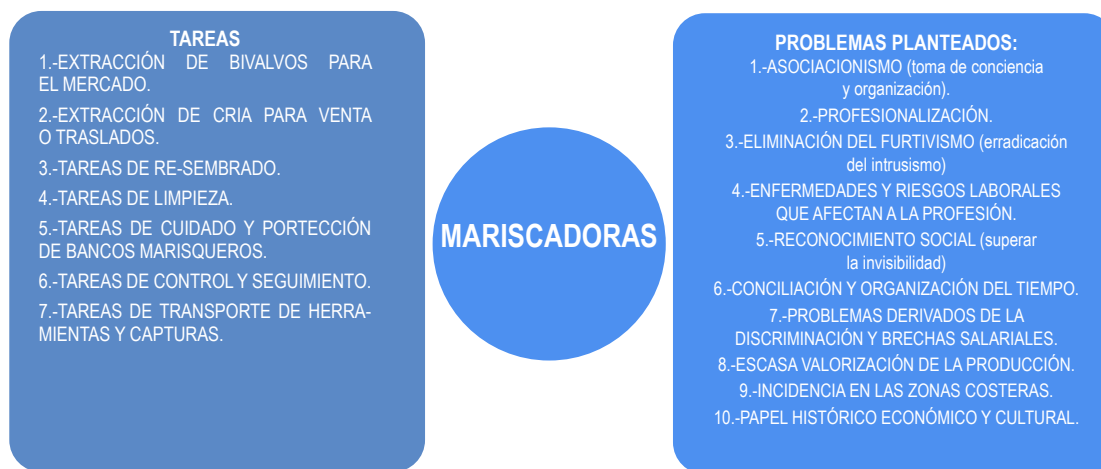 TAREAS
1.-EXTRACCIÓN DE BIVALVOS PARA
EL MERCADO.
2.-EXTRACCIÓN DE CRIA PARA VENTA
O TRASLADOS.
3.-TAREAS DE RE-SEMBRADO.
4.-TAREAS DE LIMPIEZA.
5.-TAREAS DE CUIDADO Y PORTECCIÓN
DE BANCOS MARISQUEROS.
6.-TAREAS DE CONTROL Y SEGUIMIENTO.
7.-TAREAS DE TRANSPORTE DE HERRA-
MIENTAS Y CAPTURAS.
MARISCADORAS
PROBLEMAS PLANTEADOS:
1.-ASOCIACIONISMO (toma de conciencia
y organización).
2.-PROFESIONALIZACIÓN.
3.-ELIMINACIÓN DEL FURTIVISMO (erradicación
del intrusismo)
4.-ENFERMEDADES Y RIESGOS LABORALES
QUE AFECTAN A LA PROFESIÓN.
5.-RECONOCIMIENTO SOCIAL (superar
la invisibilidad)
6.-CONCILIACIÓN Y ORGANIZACIÓN DEL TIEMPO.
7.-PROBLEMAS DERIVADOS DE LA
DISCRIMINACIÓN Y BRECHAS SALARIALES.
8.-ESCASA VALORIZACIÓN DE LA PRODUCCIÓN.
9.-INCIDENCIA EN LAS ZONAS COSTERAS.
10.-PAPEL HISTÓRICO ECONÓMICO Y CULTURAL.